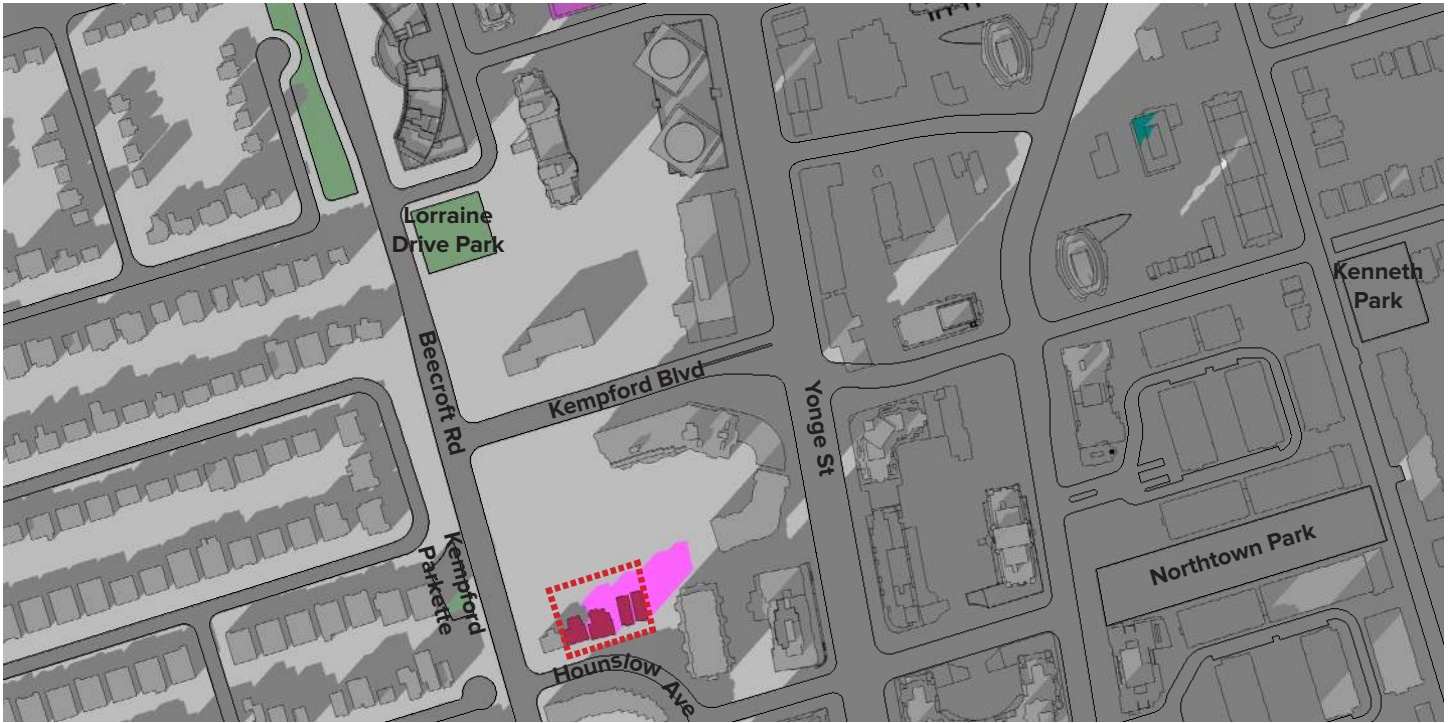 Lorraine
Drive Park
Kenneth
Park
Beecroft Rd
Kempford Blvd
Yonge St
Kempford
Parkette
Northtown Park
Hounslow Ave